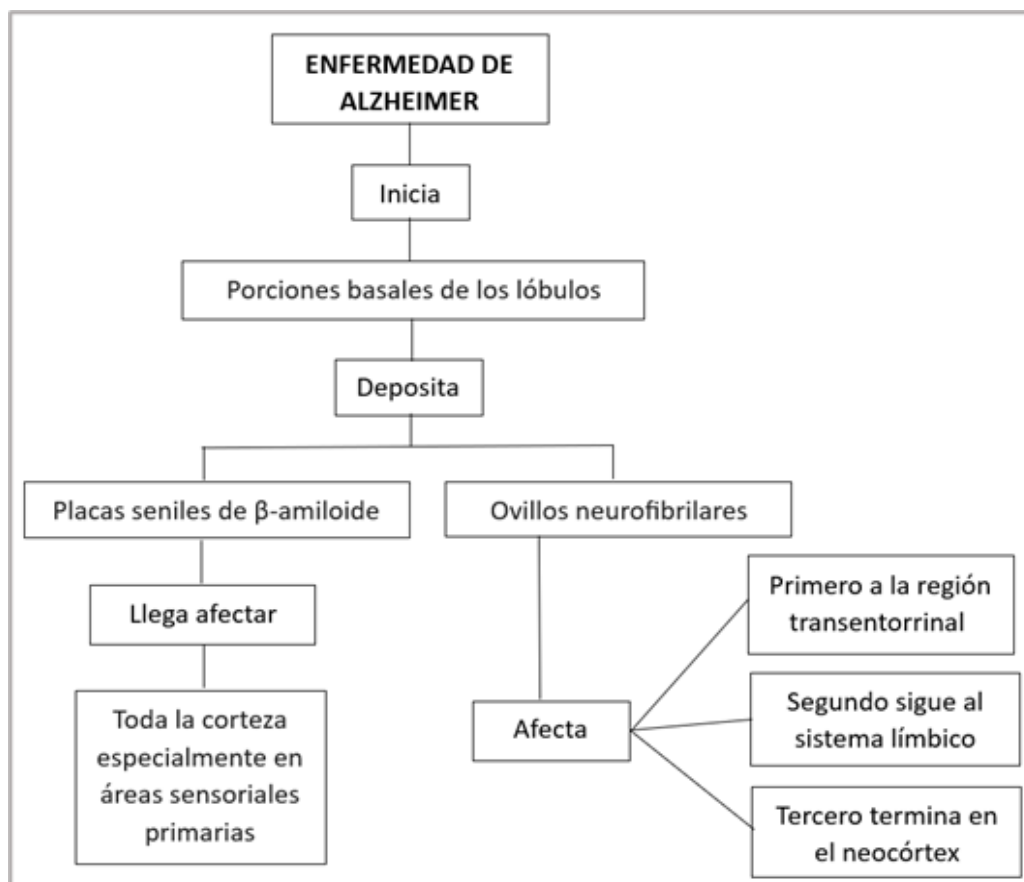 ENFERMEDAD DE
ALZHEIMER
Inicia
Porciones basales de los lóbulos
Deposita
Placas seniles de β-amiloide
Llega afectar
Toda la corteza
especialmente en
áreas sensoriales
primarias
Ovillos neurofibrilares
Afecta
Primero a la región
transentorrinal
Segundo sigue al
sistema límbico
Tercero termina en
el neocórtex